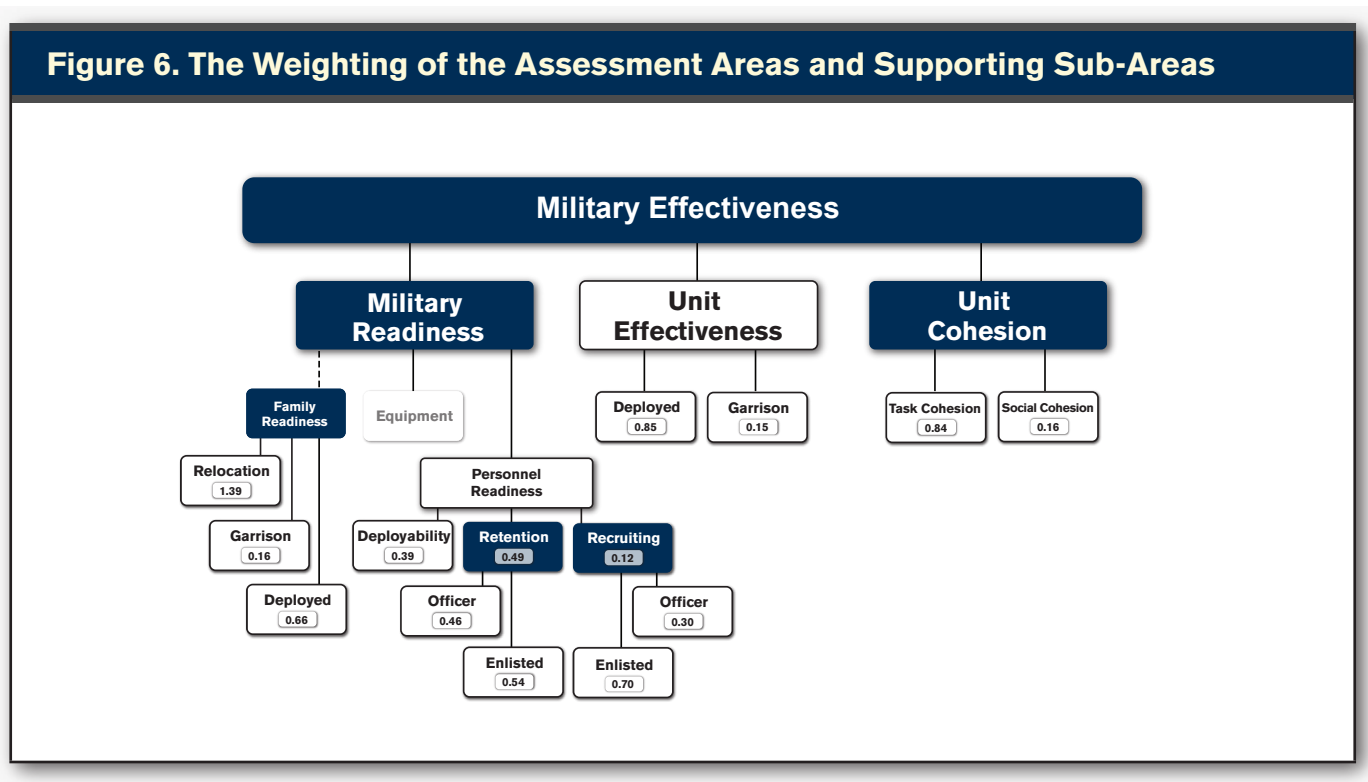 Figure 6. The Weighting of the Assessment Areas and Supporting Sub-Areas
Military Effectiveness
Military
Readiness
Unit
Effectiveness
Unit
Cohesion
Family
Readiness
Equipment
Deployed
0.85
Garrison
0.15
Task Cohesion
0.84
Social Cohesion
0.16
Relocation
1.39
Personnel
Readiness
Garrison
0.16
Deployability
0.39
Retention
0.49
Recruiting
0.12
Deployed
0.66
Officer
0.46
Officer
0.30
Enlisted
0.54
Enlisted
0.70